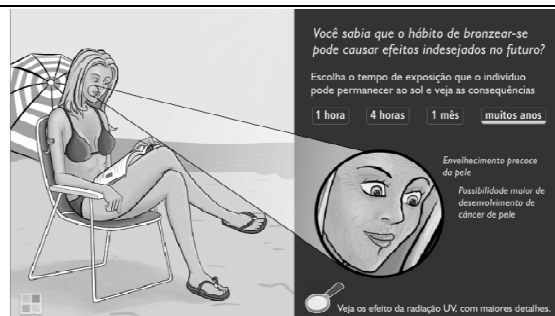 Você sabia que o hábito de bronzear-se
pode causar efeitos indesejados no futuro?
Escolha o tempo de exposição que o individuo
pode permanecer ao sol e veja as consequências
1 hora 4 horas 1 mês muitos anos
Envelhecimento precoce
da pele
Possibilidade maior de
desenvolvimento de
câncer de pele
Veja os efeito da radiação UV, com maiores detalhes.